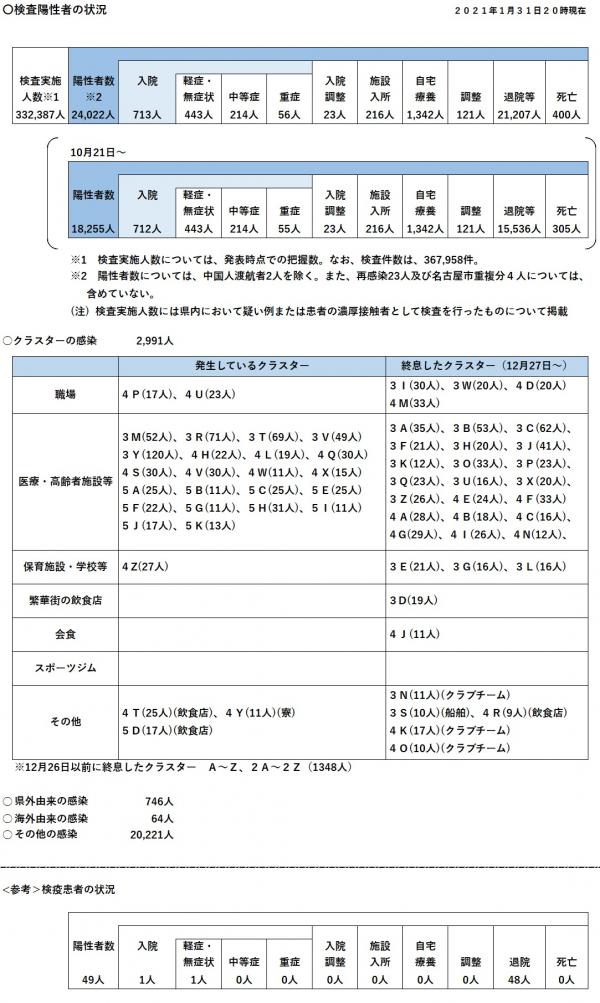 〇検査陽性者の状況
2021年1月31日20時現在
検査実施人数※1 陽性者数※2 入院 軽症・無症状 中等症 重症 入院調整 施設入所 自宅療養 調整 退院等 死亡
332,387人 24,022人 713人 443人 214人 56人 23人 216人 1,342人 121人 21,207人 400人
10月21日～
陽性者数 入院 軽症・無症状 中等症 重症 入院調整 施設入所 自宅療養 調整 退院等 死亡
18,255人 712人 443人 214人 55人 23人 216人 1,342人 121人 15,536人 305人
※1 検査実施人数については、発表時点での把握数。なお、検査件数は、367,958件。
※2 陽性者数については、中国人渡航者2人を除く。また、再感染23人及び名古屋市重複分４人については、
含めていない。
(注) 検査実施人数には県内において疑い例または患者の濃厚接触者として検査を行ったものについて掲載
〇クラスターの感染 2,991人
発生しているクラスター 終息したクラスター（12月27日～）
職場
４Ｐ(17人)、４Ｕ(23人)
３Ｉ(30人)、３Ｗ(20人)、４Ｄ(20人)
４Ｍ(33人)
医療・高齢者施設等
３Ｍ(52人)、３Ｒ(71人)、３Ｔ(69人)、３Ｖ(49人)
３Ｙ(120人)、４Ｈ(22人)、４Ｌ(19人)、４Ｑ(30人)
４Ｓ(30人)、４Ｖ(30人)、４Ｗ(11人)、４Ｘ(15人)
５Ａ(25人)、５Ｂ(11人)、５Ｃ(25人)、５Ｅ(25人)
５Ｆ(22人)、５Ｇ(11人)、５Ｈ(31人)、５Ｉ(11人)
５Ｊ(17人)、５Ｋ(13人)
３Ａ(35人)、３Ｂ(53人)、３Ｃ(62人)、
３Ｆ(21人)、３Ｈ(20人)、３Ｊ(41人)、
３Ｋ(12人)、３Ｏ(33人)、３Ｐ(23人)、
３Ｑ(23人)、３Ｕ(16人)、３Ｘ(20人)、
３Ｚ(26人)、４Ｅ(24人)、４Ｆ(33人)
４Ａ(28人)、４Ｂ(18人)、４Ｃ(16人)、
４Ｇ(29人)、４Ｉ(26人)、４Ｎ(12人)、
保育施設・学校等
４Ｚ(27人)
３Ｅ(21人)、３Ｇ(16人)、３Ｌ(16人)
繁華街の飲食店
３Ｄ(19人)
会食
４Ｊ(11人)
スポーツジム
その他
４Ｔ(25人)(飲食店)、４Ｙ(11人)(寮)
５Ｄ(17人)(飲食店)
３Ｎ(11人)(クラブチーム)
３Ｓ(10人)(船舶)、４Ｒ(9人)(飲食店)
４Ｋ(17人)(クラブチーム)
４Ｏ(10人)(クラブチーム)
※12月26日以前に終息したクラスター Ａ～Ｚ、２Ａ～２Ｚ（1348人）
〇 県外由来の感染 746人
〇 海外由来の感染 64人
〇 その他の感染 20,221人
<参考＞検疫患者の状況
陽性者数 入院 軽症・無症状 中等症 重症 入院調整 施設入所 自宅療養 調整 退院 死亡
49人 1人 1人 0人 0人 0人 0人 0人 0人 48人 0人